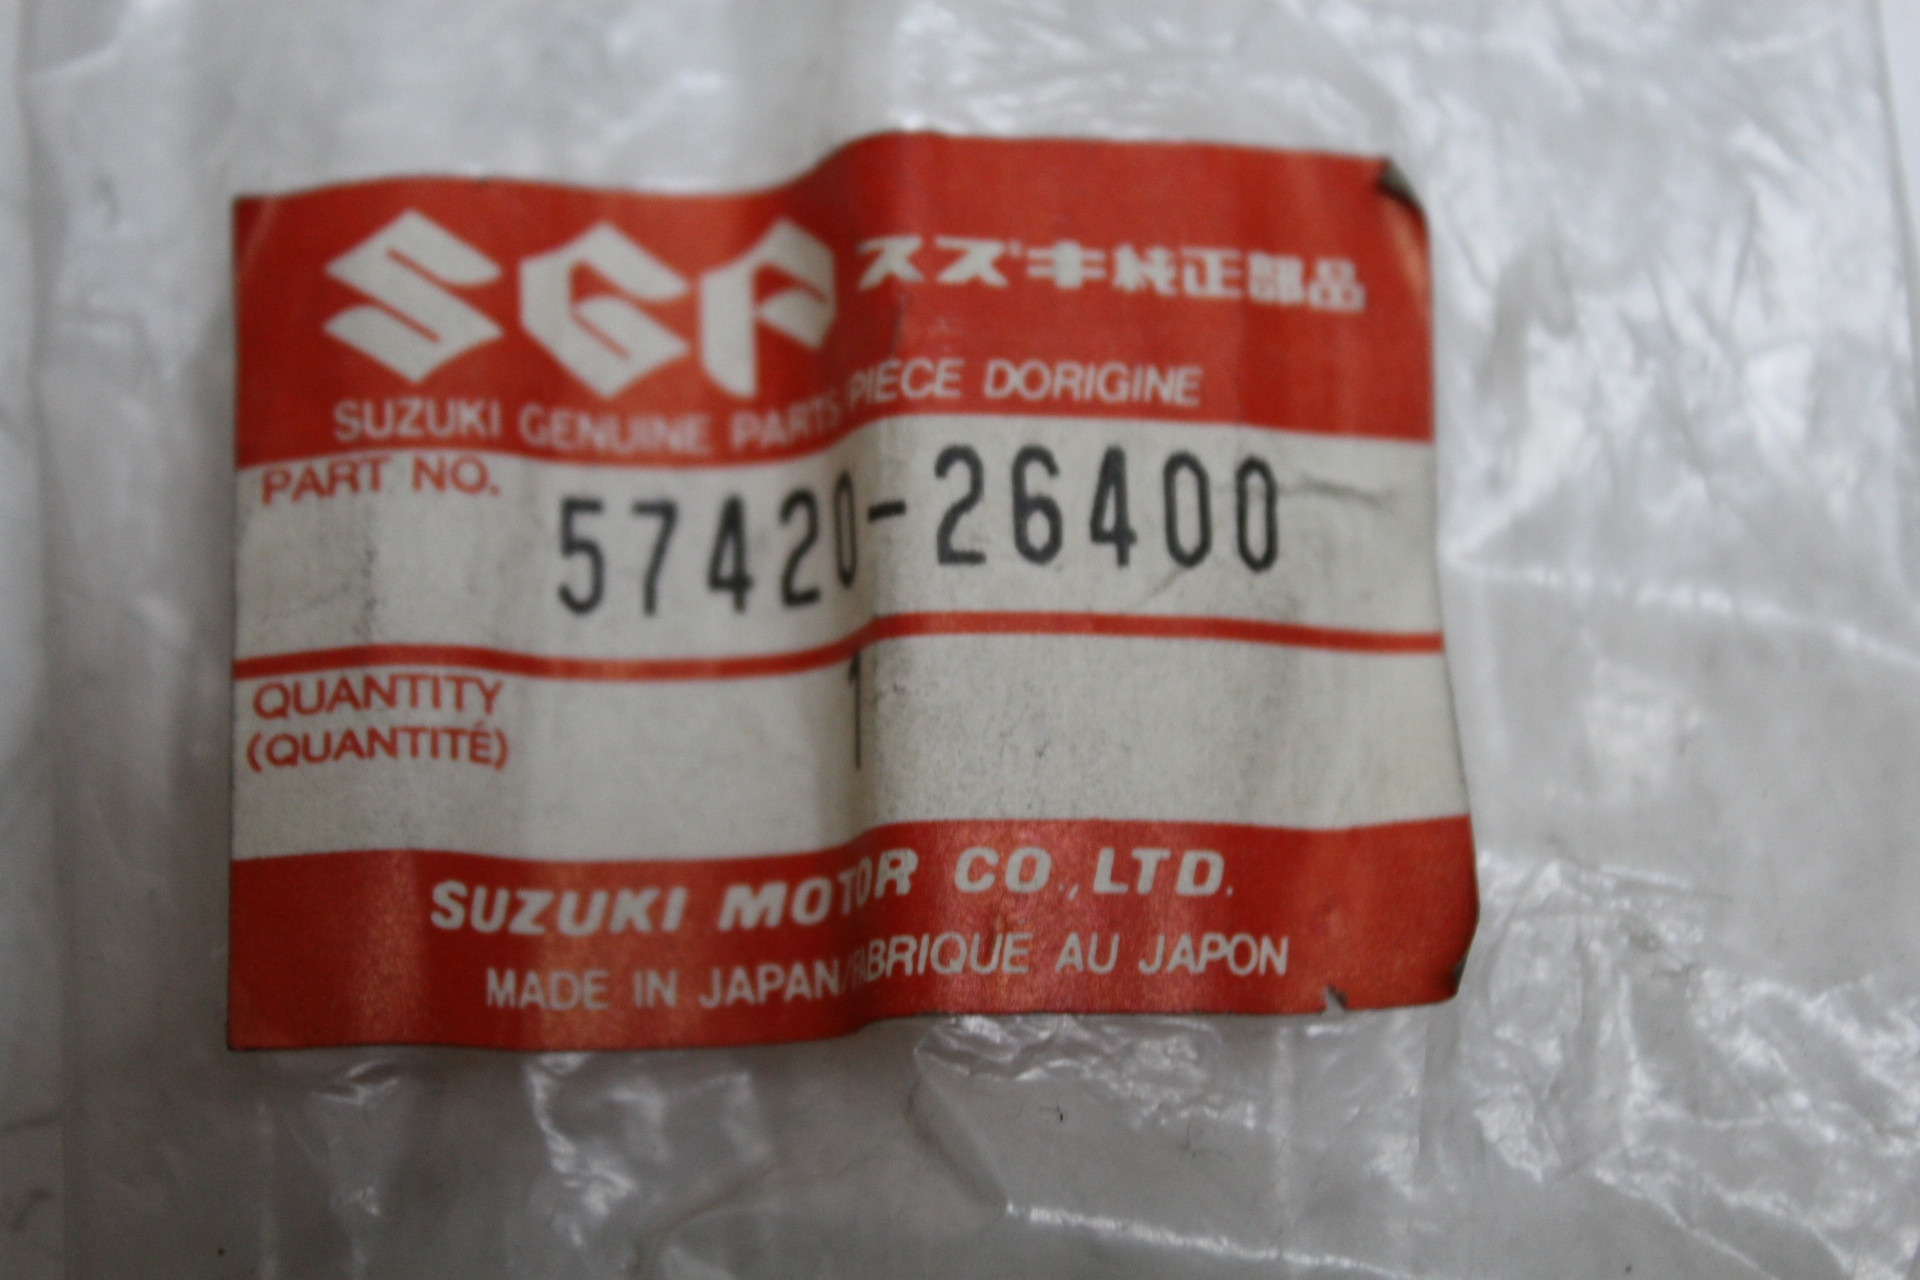 SGP スズキ純正部品
SUZUKI GENUINE PARTS/PIÉCE DORIGINE
PART NO. 57420-26400
QUANTITY 1
(QUANTITÉ)
SUZUKI MOTOR CO.,LTD.
MADE IN JAPAN/FABRIQUE AU JAPON